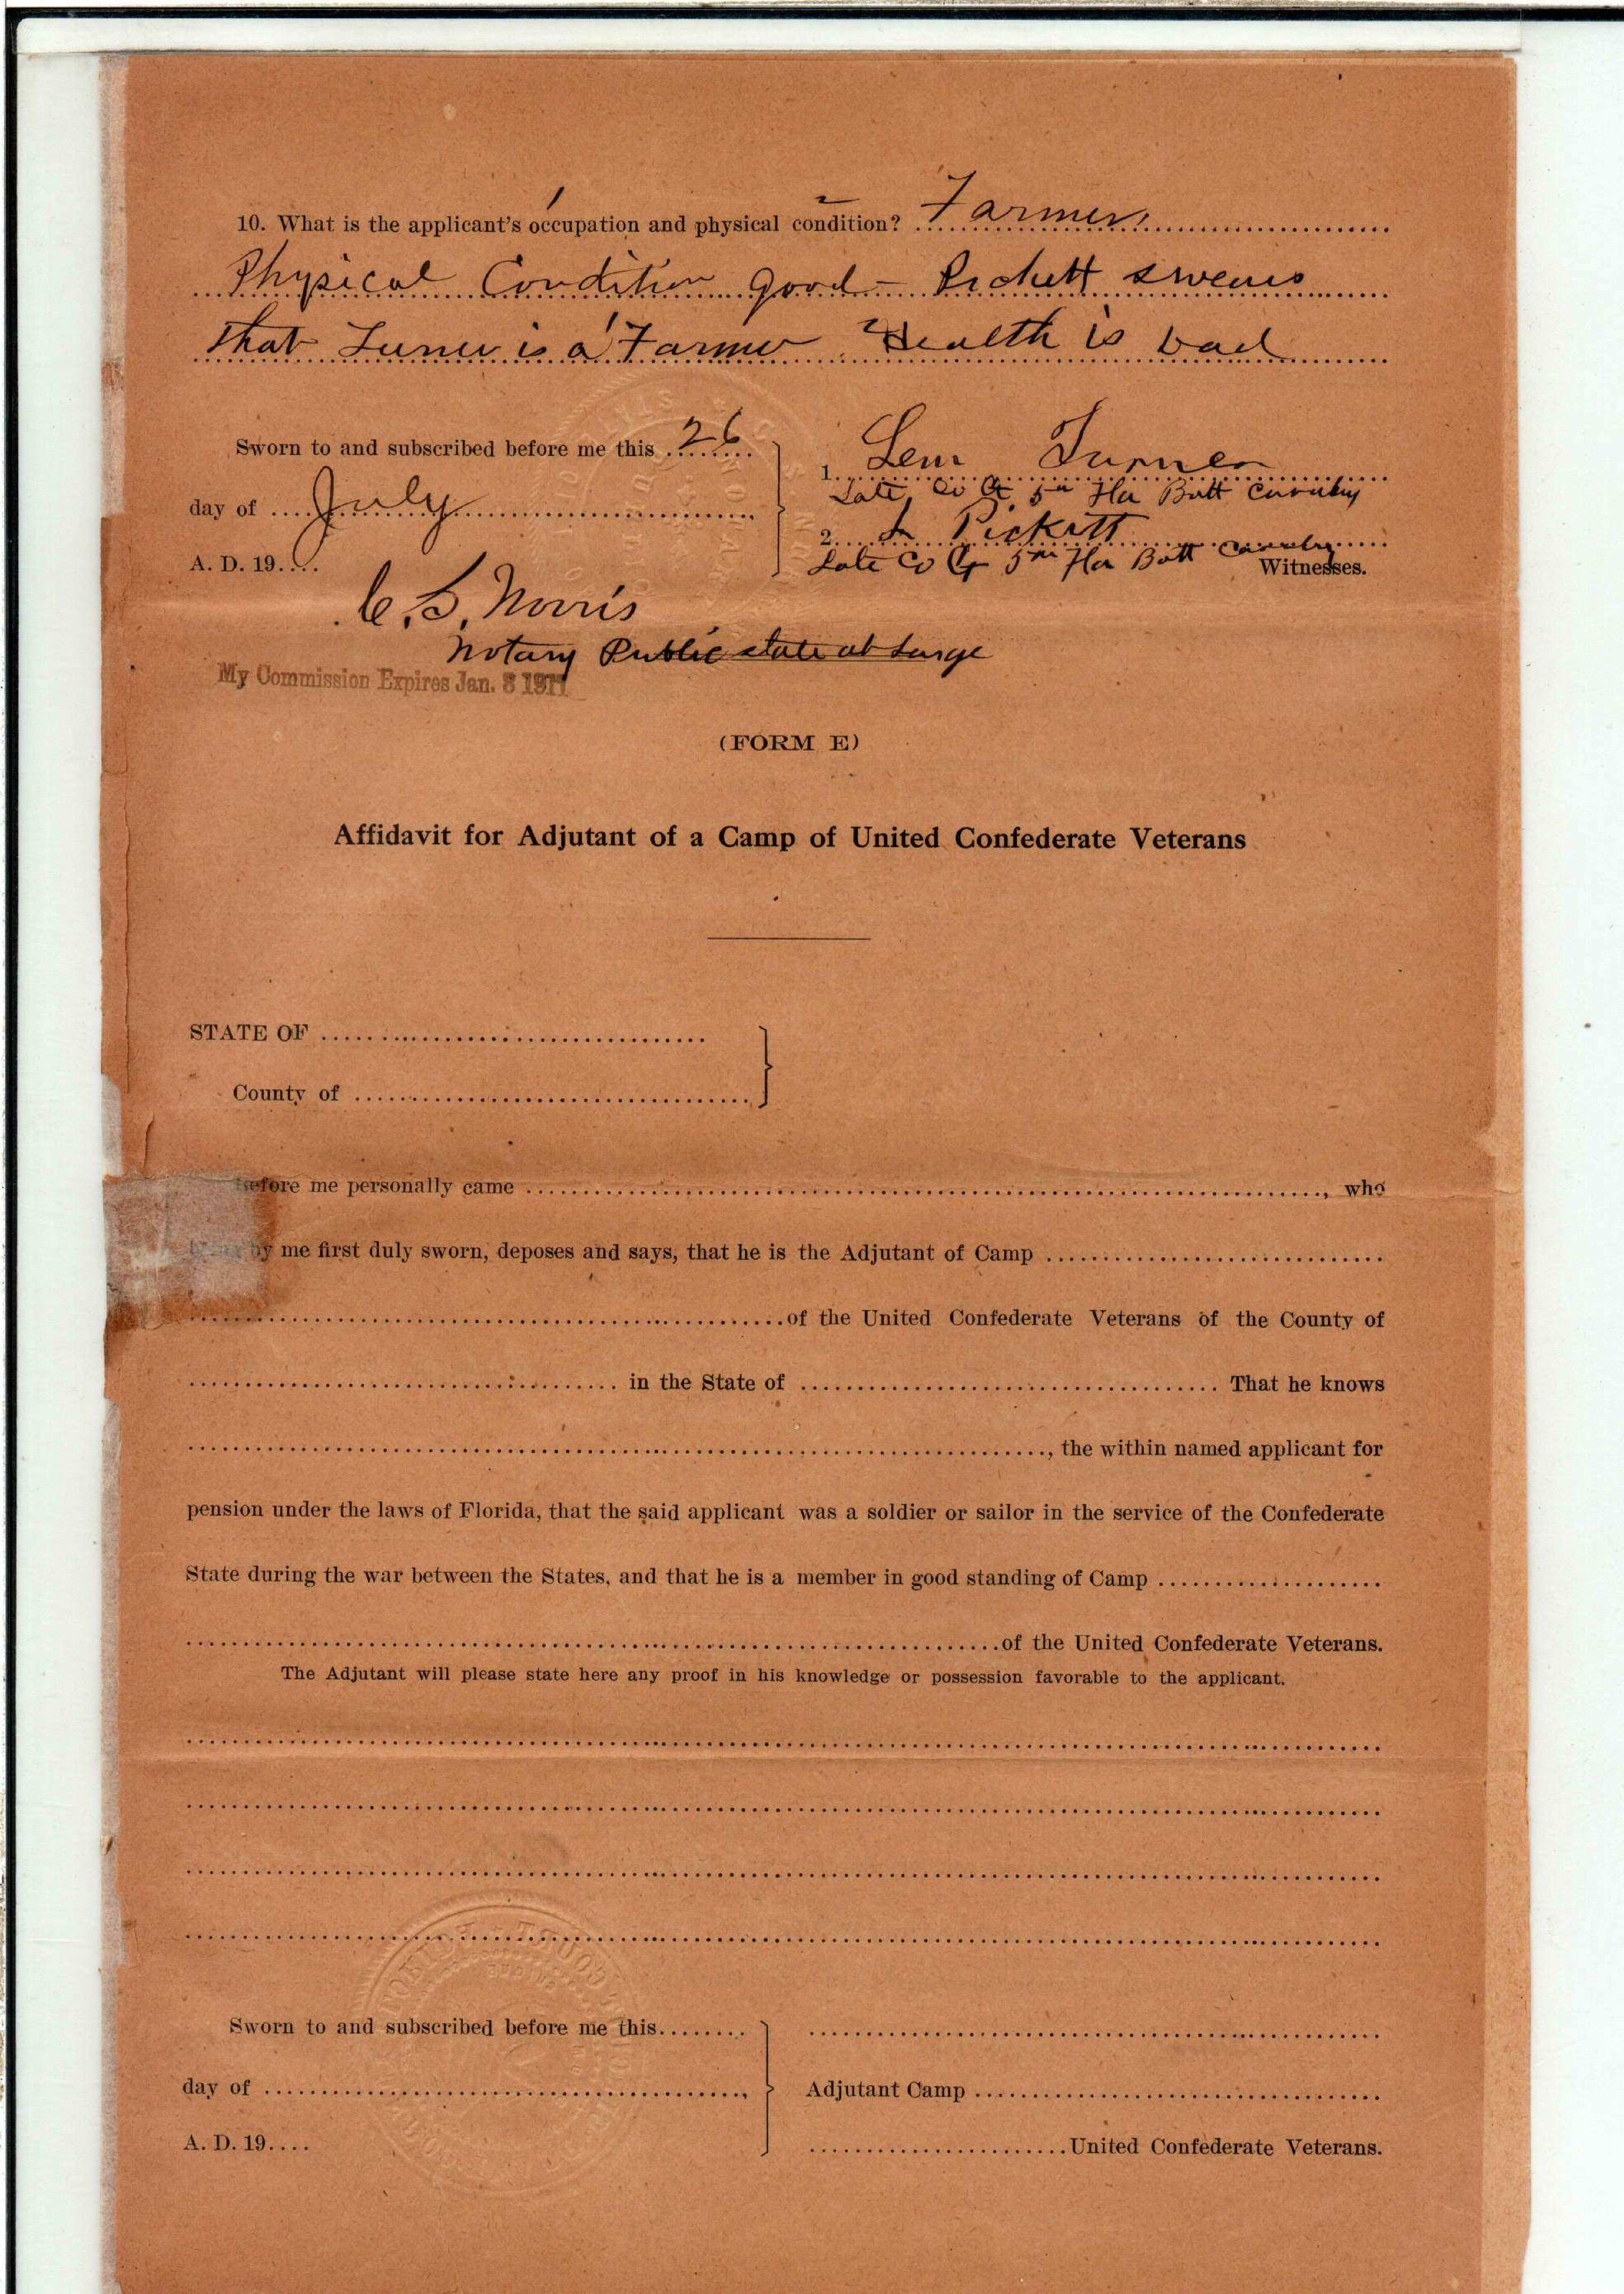 10. What is the applicant's occupation and physical condition? Farmer
Physical Condition good - Pickett swears
that Turner is a Farmer Health is bad
Sworn to and subscribed before me this 26
day of July
A. D. 19....
1. Lem Turner
Late Co G 5th Fla Batt Cavalry
2. L Pickett
Late Co G 5th Fla Batt Cavalry
Witnesses.
C. S. Norris
Notary Public state at Large
My Commission Expires Jan. 8 1911
(FORM E)
Affidavit for Adjutant of a Camp of United Confederate Veterans
STATE OF
County of
efore me personally came , who
by me first duly sworn, deposes and says, that he is the Adjutant of Camp
of the United Confederate Veterans of the County of
in the State of That he knows
, the within named applicant for
pension under the laws of Florida, that the said applicant was a soldier or sailor in the service of the Confederate
State during the war between the States, and that he is a member in good standing of Camp
of the United Confederate Veterans.
The Adjutant will please state here any proof in his knowledge or possession favorable to the applicant.
Sworn to and subscribed before me this
day of ,
A. D. 19....
Adjutant Camp
United Confederate Veterans.